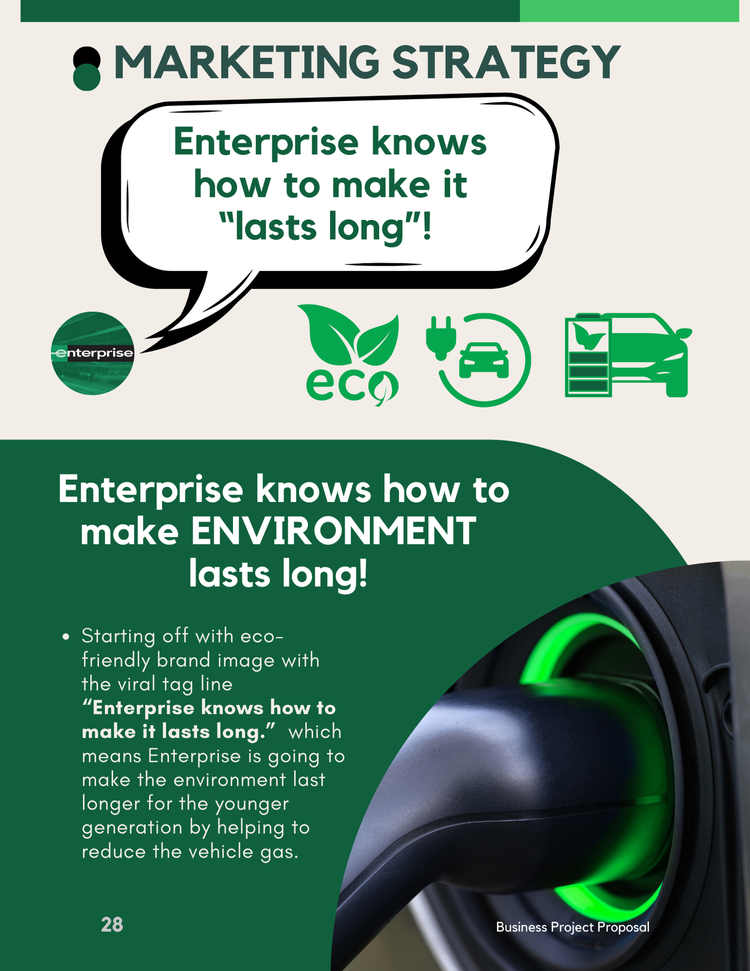 MARKETING STRATEGY
Enterprise knows
how to make it
“lasts long”!
enterprise
eco
Enterprise knows how to
make ENVIRONMENT
lasts long!
• Starting off with eco-
friendly brand image with
the viral tag line
“Enterprise knows how to
make it lasts long.” which
means Enterprise is going to
make the environment last
longer for the younger
generation by helping to
reduce the vehicle gas.
28
Business Project Proposal